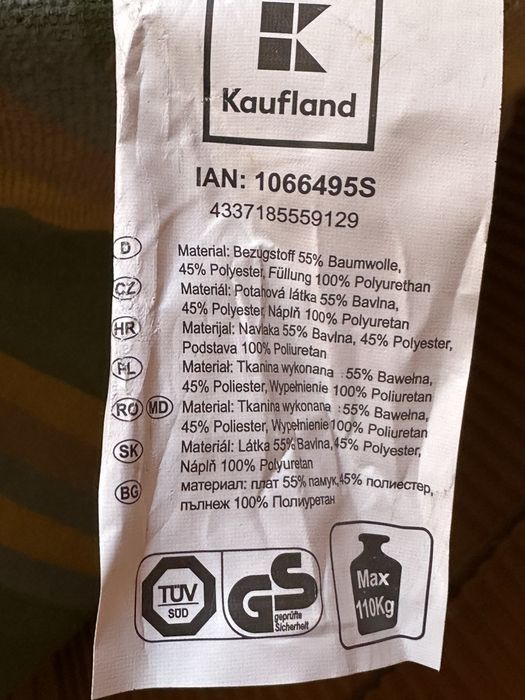 Kaufland
IAN: 1066495S
4337185559129
D Material: Bezugstoff 55% Baumwolle,
45% Polyester, Füllung 100% Polyurethan
CZ Materiál: Potahová látka 55% Bavlna,
45% Polyester, Náplň 100% Polyuretan
HR Materijal: Navlaka 55% Bavlna, 45% Polyester,
Podstava 100% Poliuretan
PL Materiał: Tkanina wykonana : 55% Bawełna,
45% Poliester, Wypełnienie 100% Poliuretan
RO MD Material: Tkanina wykonana : 55% Bawełna,
45% Poliester, Wypełnienie 100% Poliuretan
SK Materiál: Látka 55% Bavlna, 45% Polyester,
Náplň 100% Polyuretan
BG материал: плат 55% памук, 45% полиестер,
пълнеж 100% Полиуретан
TÜV
SÜD
GS
geprüfte
Sicherheit
Max
110Kg